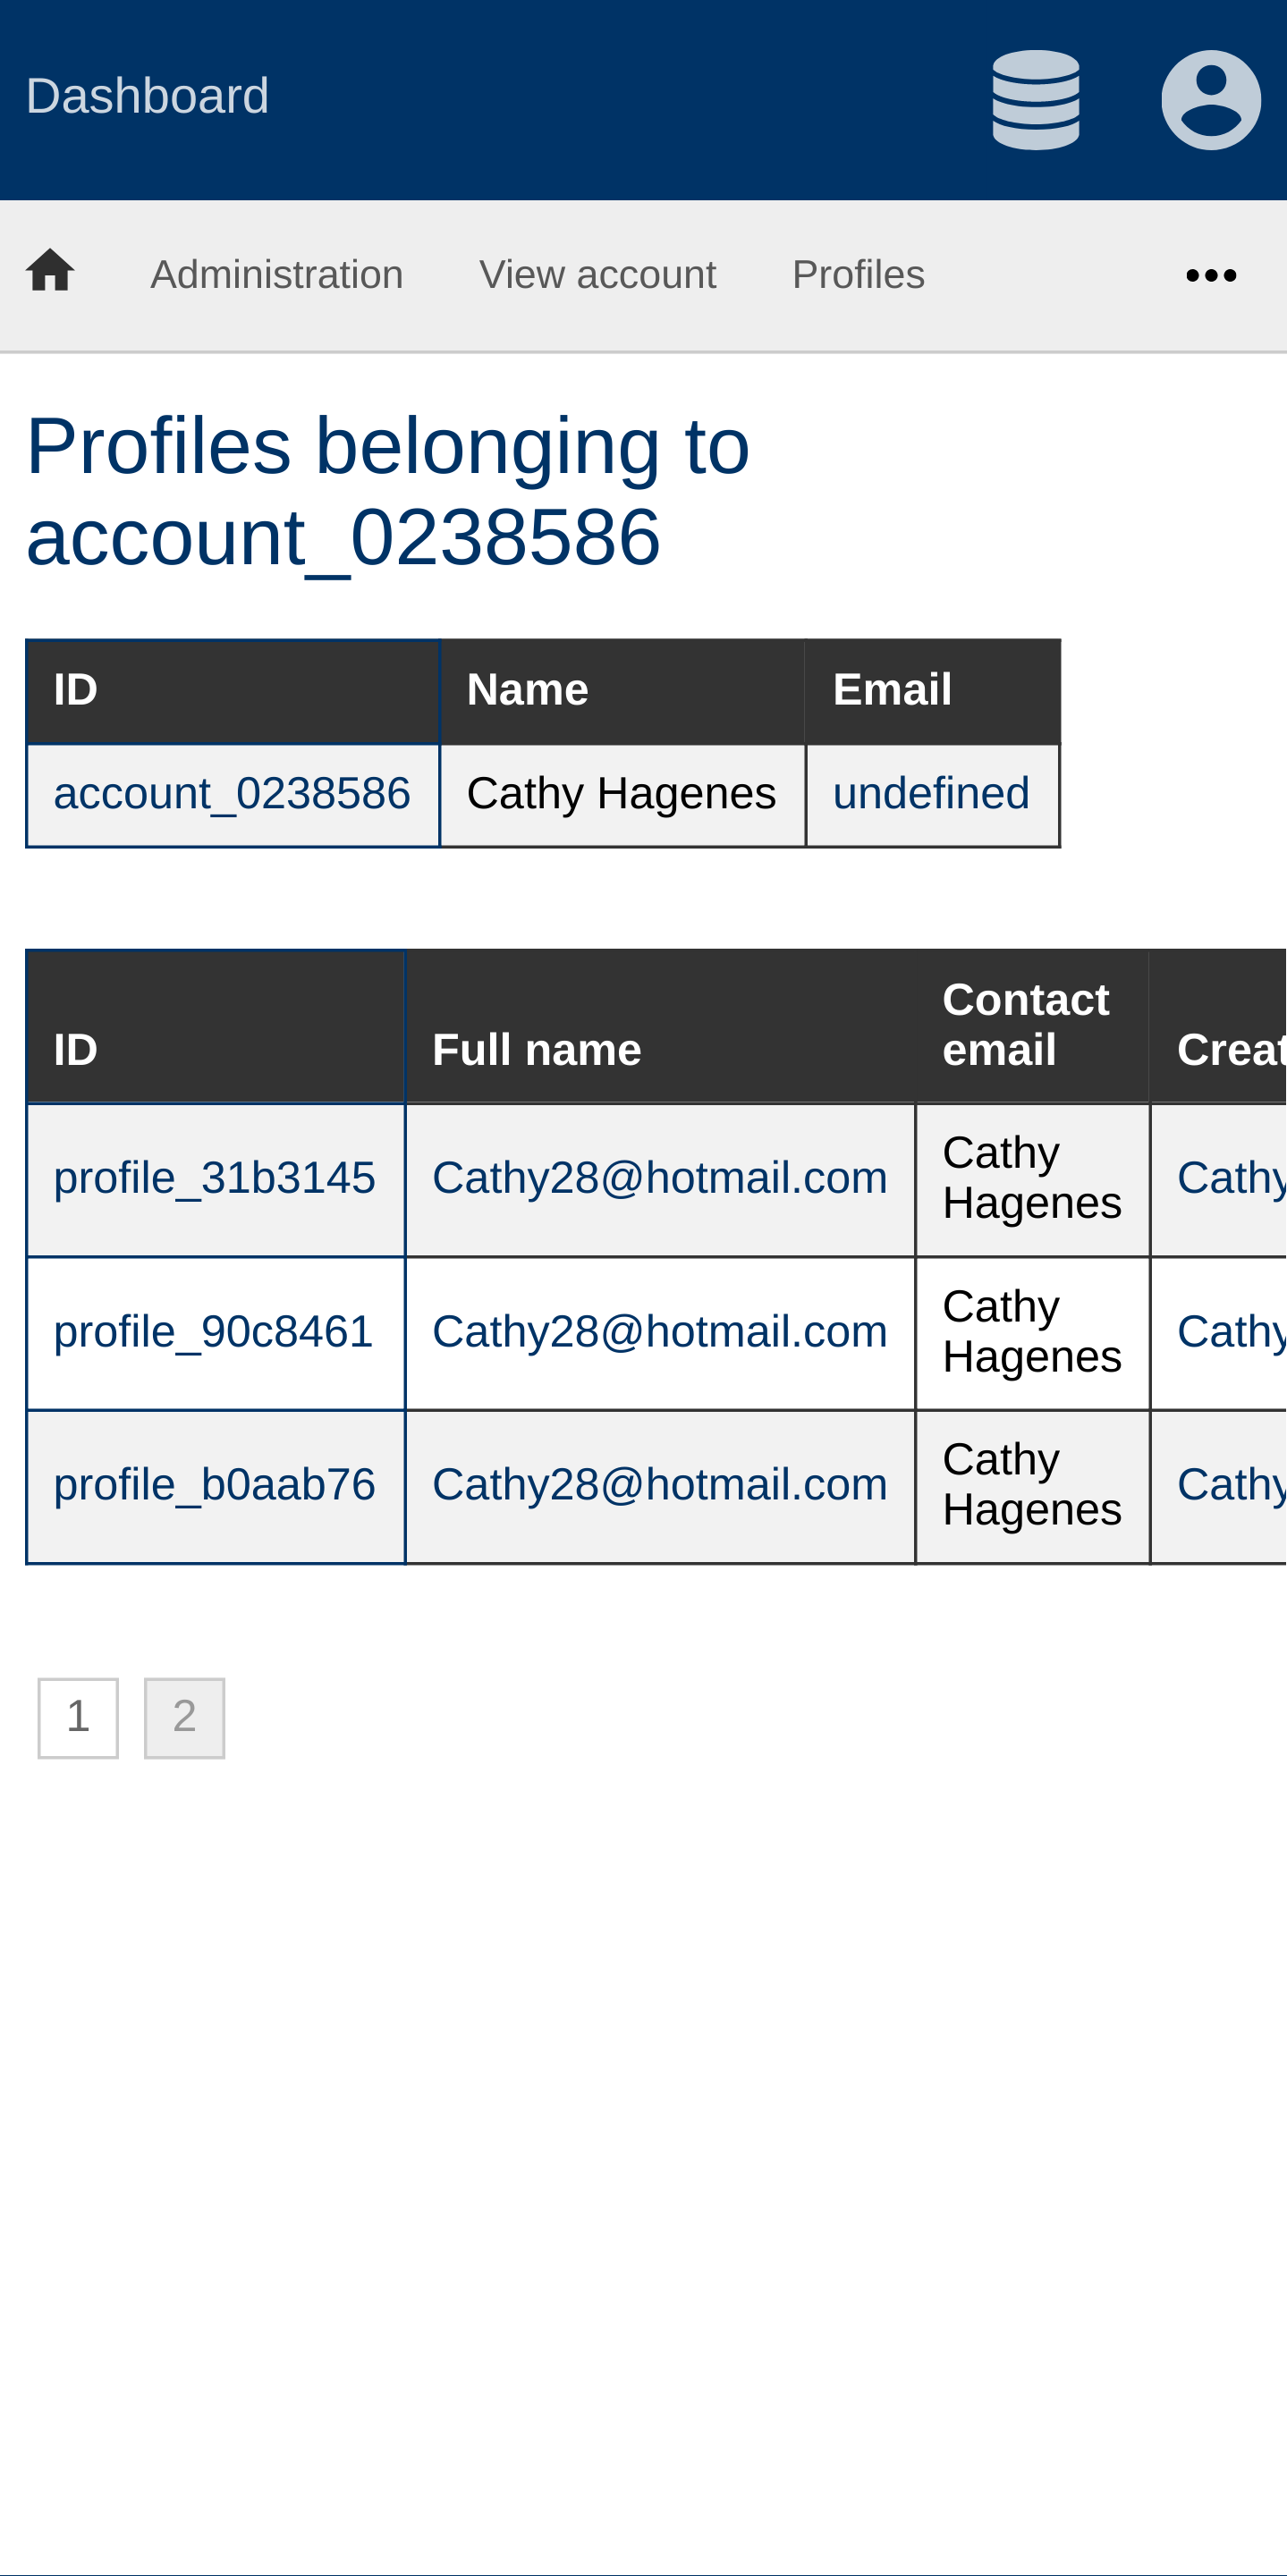 Dashboard
Administration View account Profiles •••
Profiles belonging to
account_0238586
ID Name Email
account_0238586 Cathy Hagenes undefined
ID Full name Contact email Creat
profile_31b3145 Cathy28@hotmail.com Cathy Hagenes Cathy
profile_90c8461 Cathy28@hotmail.com Cathy Hagenes Cathy
profile_b0aab76 Cathy28@hotmail.com Cathy Hagenes Cathy
1 2